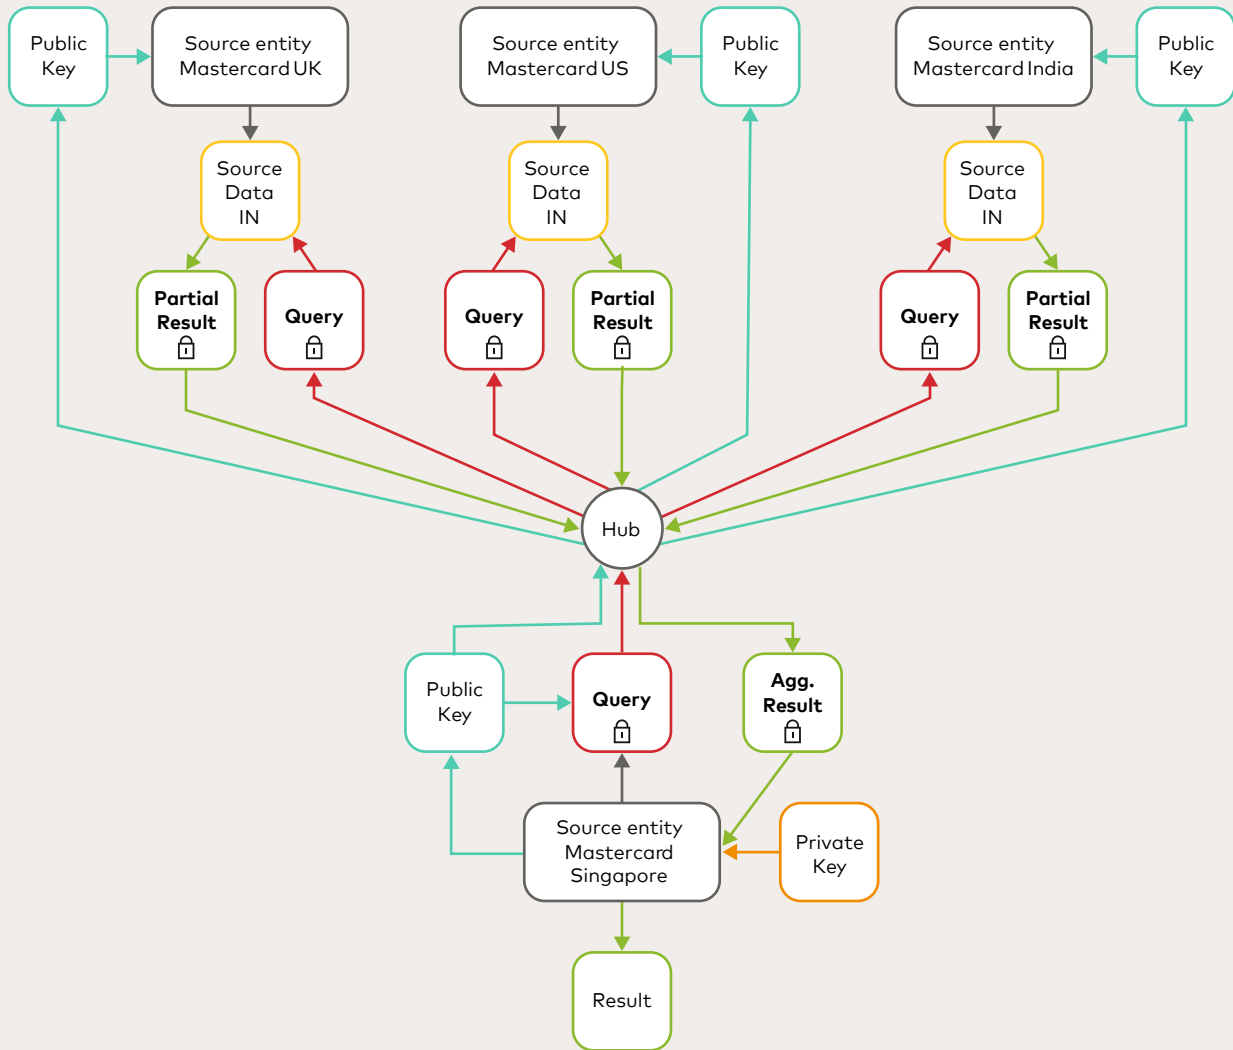 Public
Key
Source entity
Mastercard UK
Source entity
Mastercard US
Public
Key
Source entity
Mastercard India
Public
Key
Source
Data
IN
Source
Data
IN
Source
Data
IN
Partial
Result
Query
Query
Partial
Result
Query
Partial
Result
Hub
Public
Key
Query
Agg.
Result
Source entity
Mastercard
Singapore
Private
Key
Result